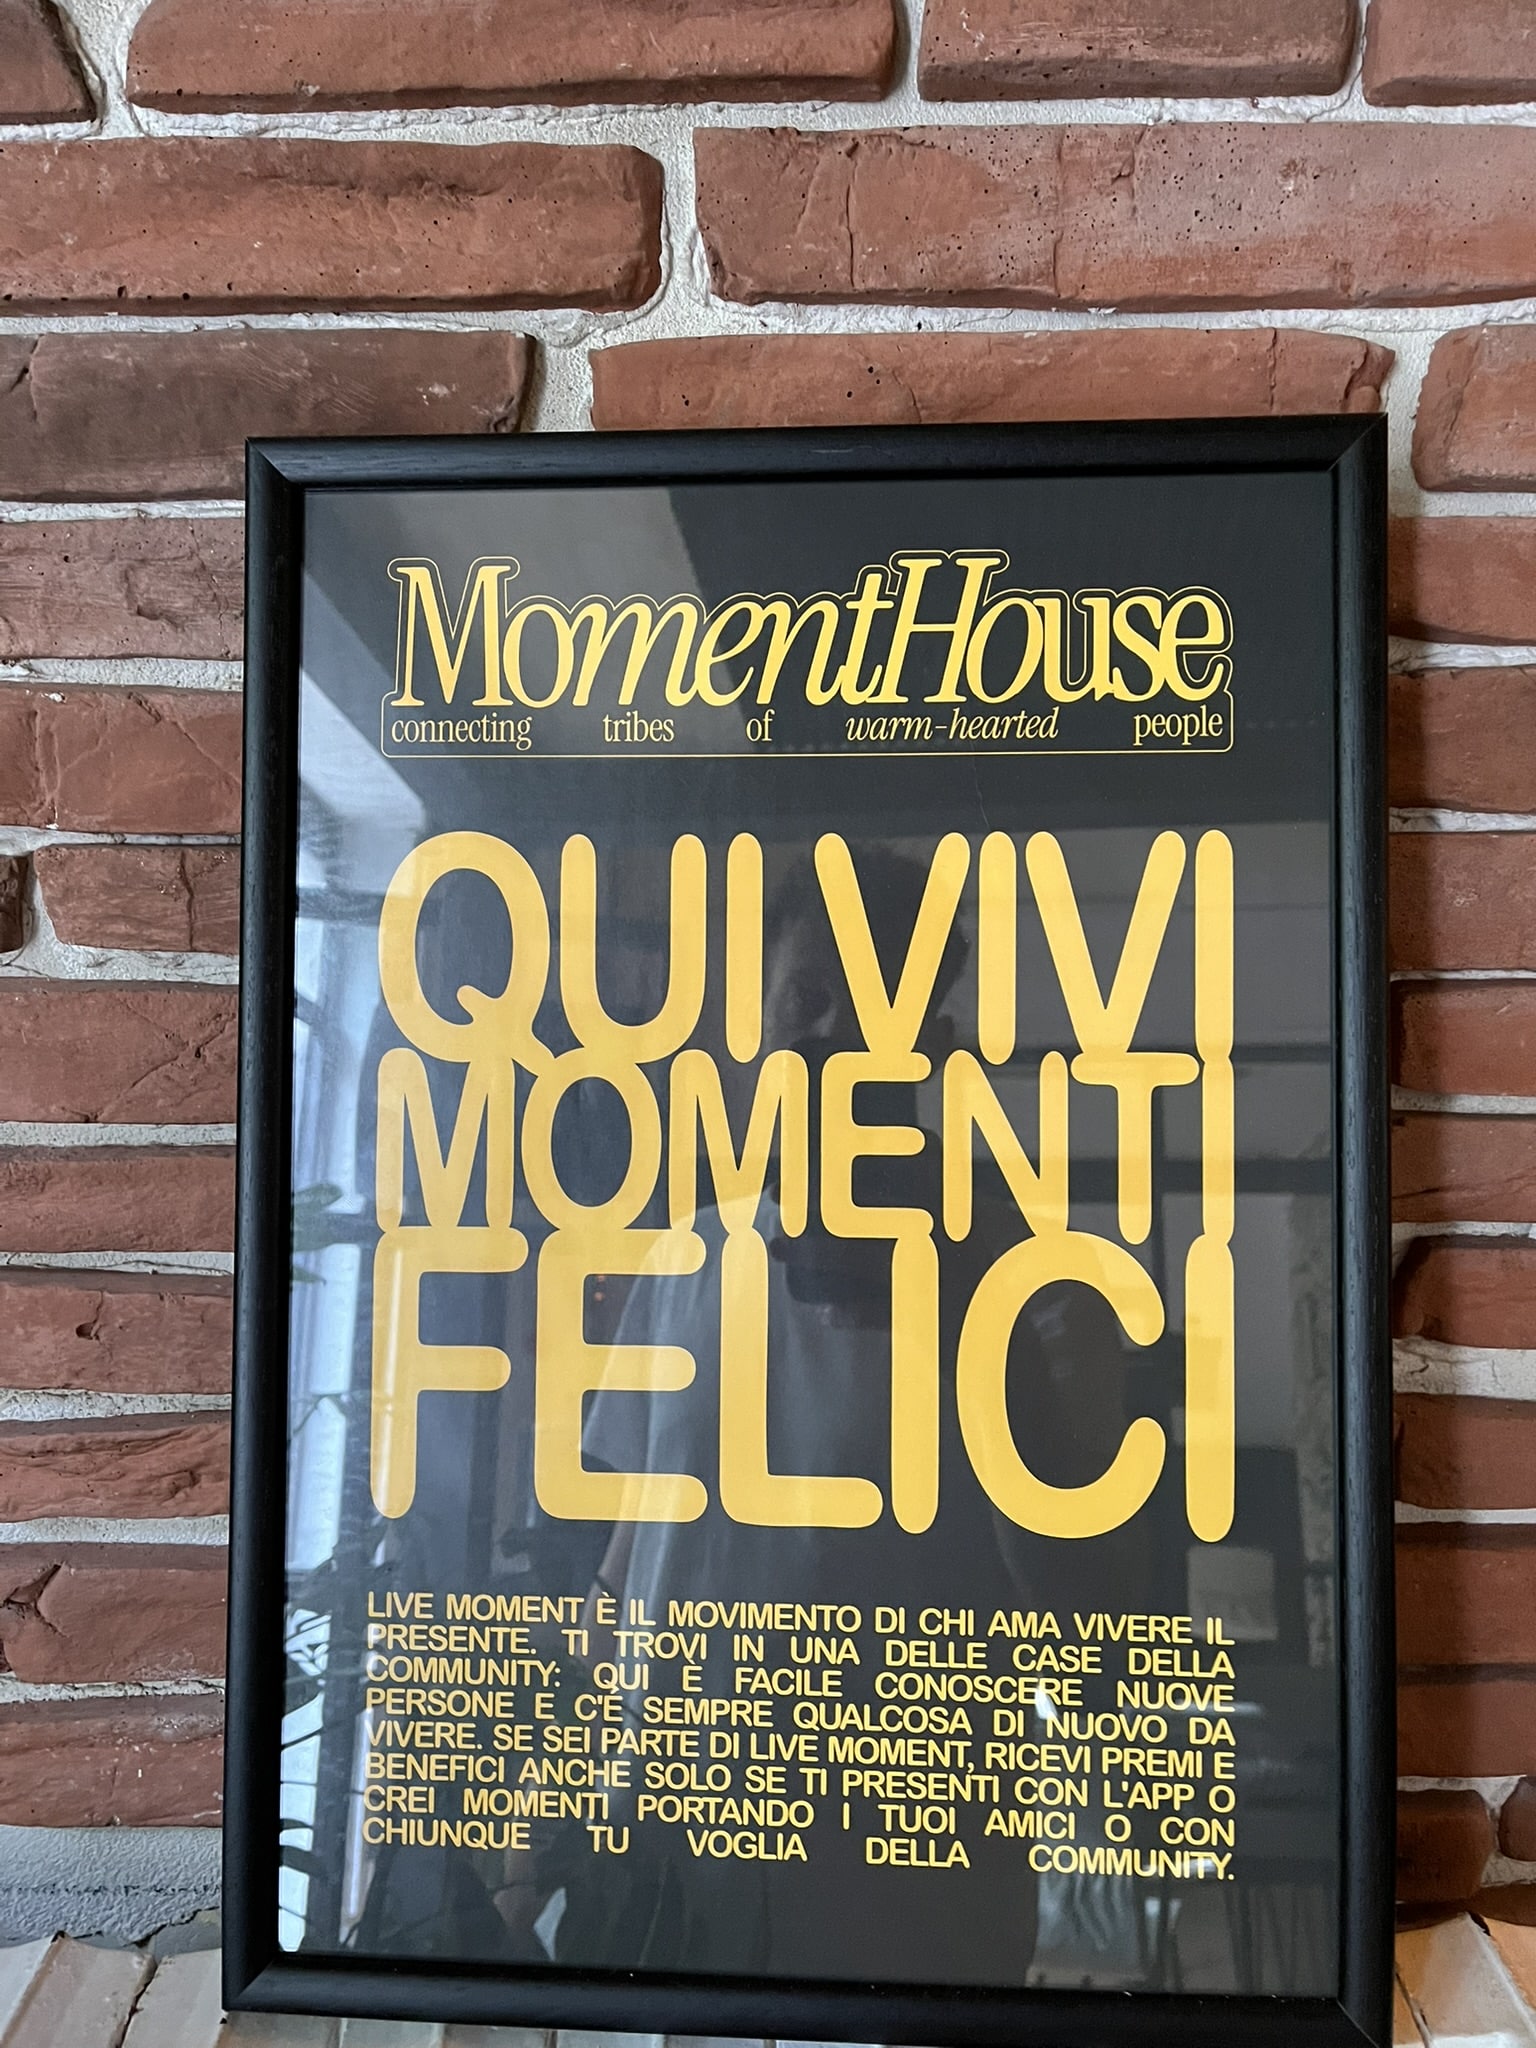 MomentHouse
connecting tribes of warm-hearted people
QUI VIVI
MOMENTI
FELICI
LIVE MOMENT È IL MOVIMENTO DI CHI AMA VIVERE IL
PRESENTE. TI TROVI IN UNA DELLE CASE DELLA
COMMUNITY: QUI È FACILE CONOSCERE NUOVE
PERSONE E C'É SEMPRE QUALCOSA DI NUOVO DA
VIVERE. SE SEI PARTE DI LIVE MOMENT, RICEVI PREMI E
BENEFICI ANCHE SOLO SE TI PRESENTI CON L'APP O
CREI MOMENTI PORTANDO I TUOI AMICI O CON
CHIUNQUE TU VOGLIA DELLA COMMUNITY.